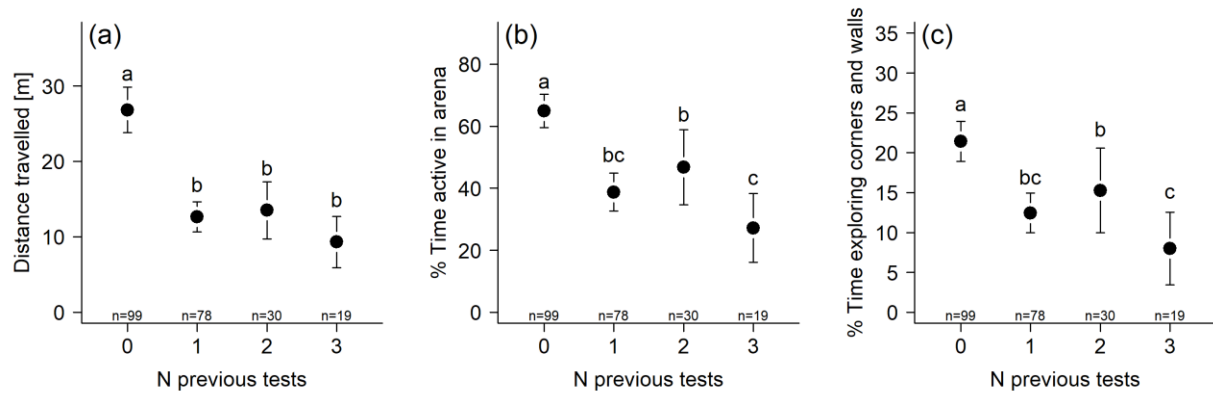 (a)
Distance travelled [m]
30
20
10
0
a
b
b
b
n=99 n=78 n=30 n=19
0 1 2 3
N previous tests
(b)
% Time active in arena
80
60
40
20
0
a
bc
b
c
n=99 n=78 n=30 n=19
0 1 2 3
N previous tests
(c)
% Time exploring corners and walls
35
30
25
20
15
10
5
0
a
bc
b
c
n=99 n=78 n=30 n=19
0 1 2 3
N previous tests